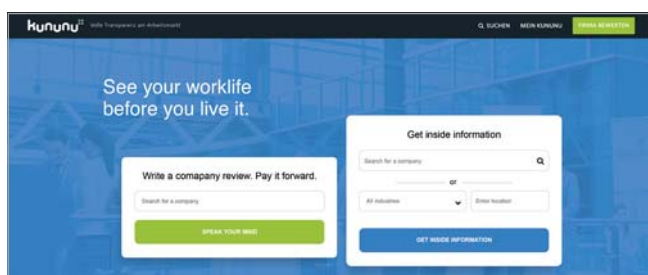 kununu
Volle Transparenz am Arbeitsmarkt
SUCHEN
MEIN KUNUNU
FIRMA BEWERTEN
See your worklife
before you live it.
Write a comapany review. Pay it forward.
Search for a company
SPEAK YOUR MIND
Get inside information
Search for a company
or
All industries
Enter location
GET INSIDE INFORMATION